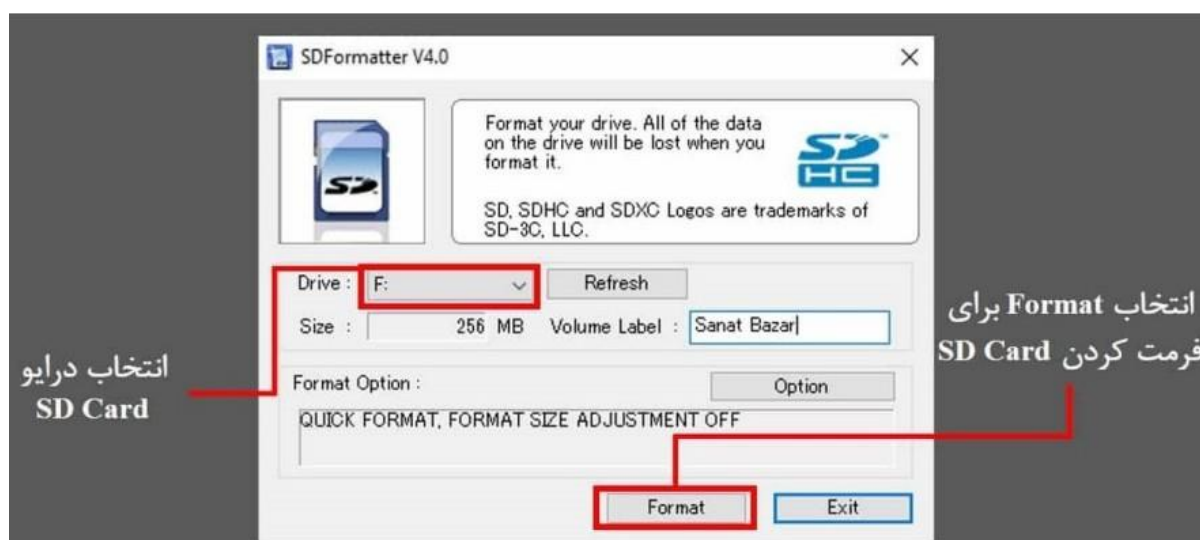 SDFormatter V4.0
Format your drive. All of the data
on the drive will be lost when you
format it.
SD, SDHC and SDXC Logos are trademarks of
SD-3C, LLC.
SD
SD
HC
Drive : F: Refresh
Size : 256 MB Volume Label : Sanat Bazar
Format Option : Option
QUICK FORMAT, FORMAT SIZE ADJUSTMENT OFF
Format Exit
انتخاب درایو
SD Card
انتخاب Format برای
فرمت کردن SD Card